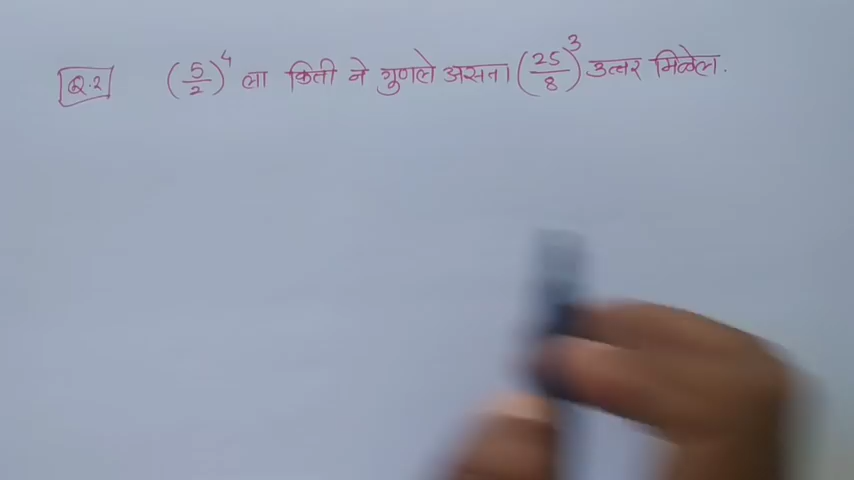 Q.2 (5/2)^4 ला किती ने गुणले असता (25/8)^3 उत्तर मिळेल.